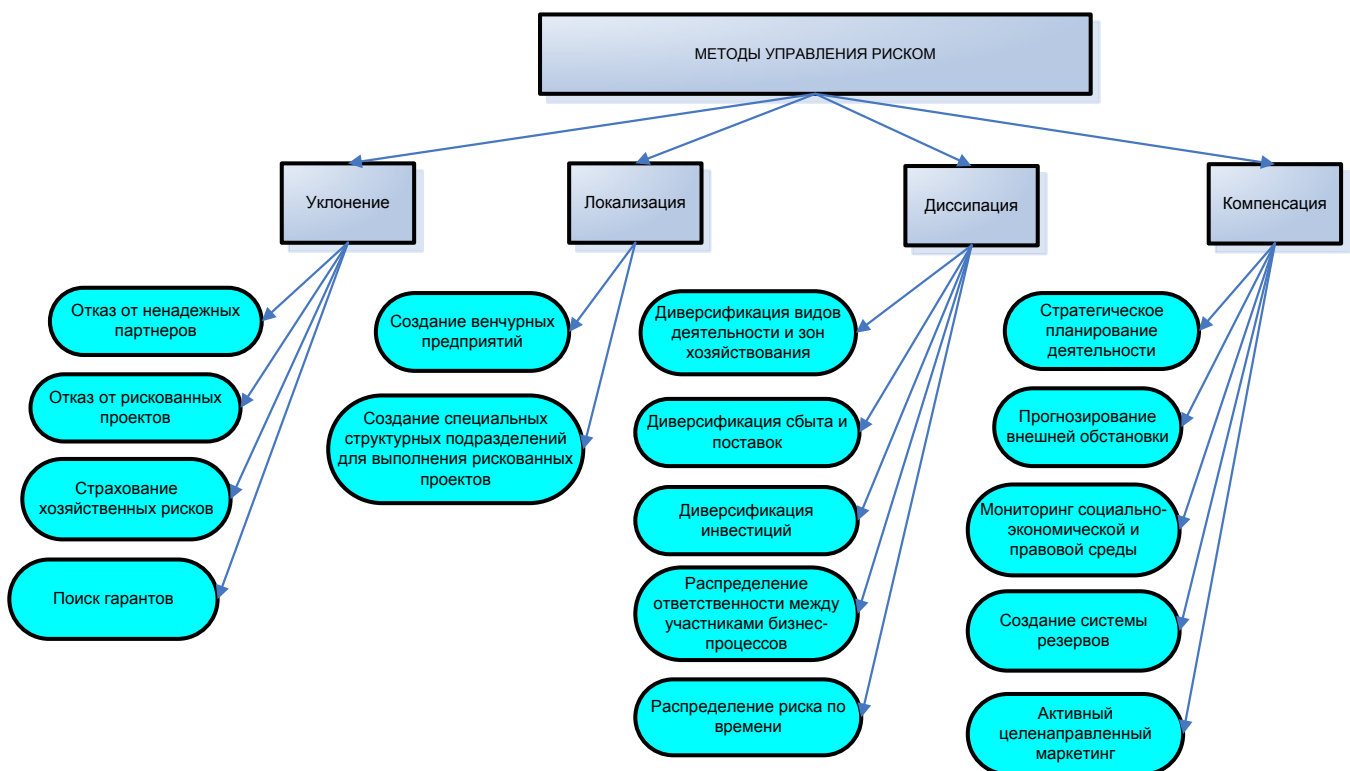 МЕТОДЫ УПРАВЛЕНИЯ РИСКОМ
Уклонение
Локализация
Диссипация
Компенсация
Отказ от ненадежных
партнеров
Отказ от рискованных
проектов
Страхование
хозяйственных рисков
Поиск гарантов
Создание венчурных
предприятий
Создание специальных
структурных подразделений
для выполнения рискованных
проектов
Диверсификация видов
деятельности и зон
хозяйствования
Диверсификация сбыта и
поставок
Диверсификация
инвестиций
Распределение
ответственности между
участниками бизнес-
процессов
Распределение риска по
времени
Стратегическое
планирование
деятельности
Прогнозирование
внешней обстановки
Мониторинг социально-
экономической и
правовой среды
Создание системы
резервов
Активный
целенаправленный
маркетинг